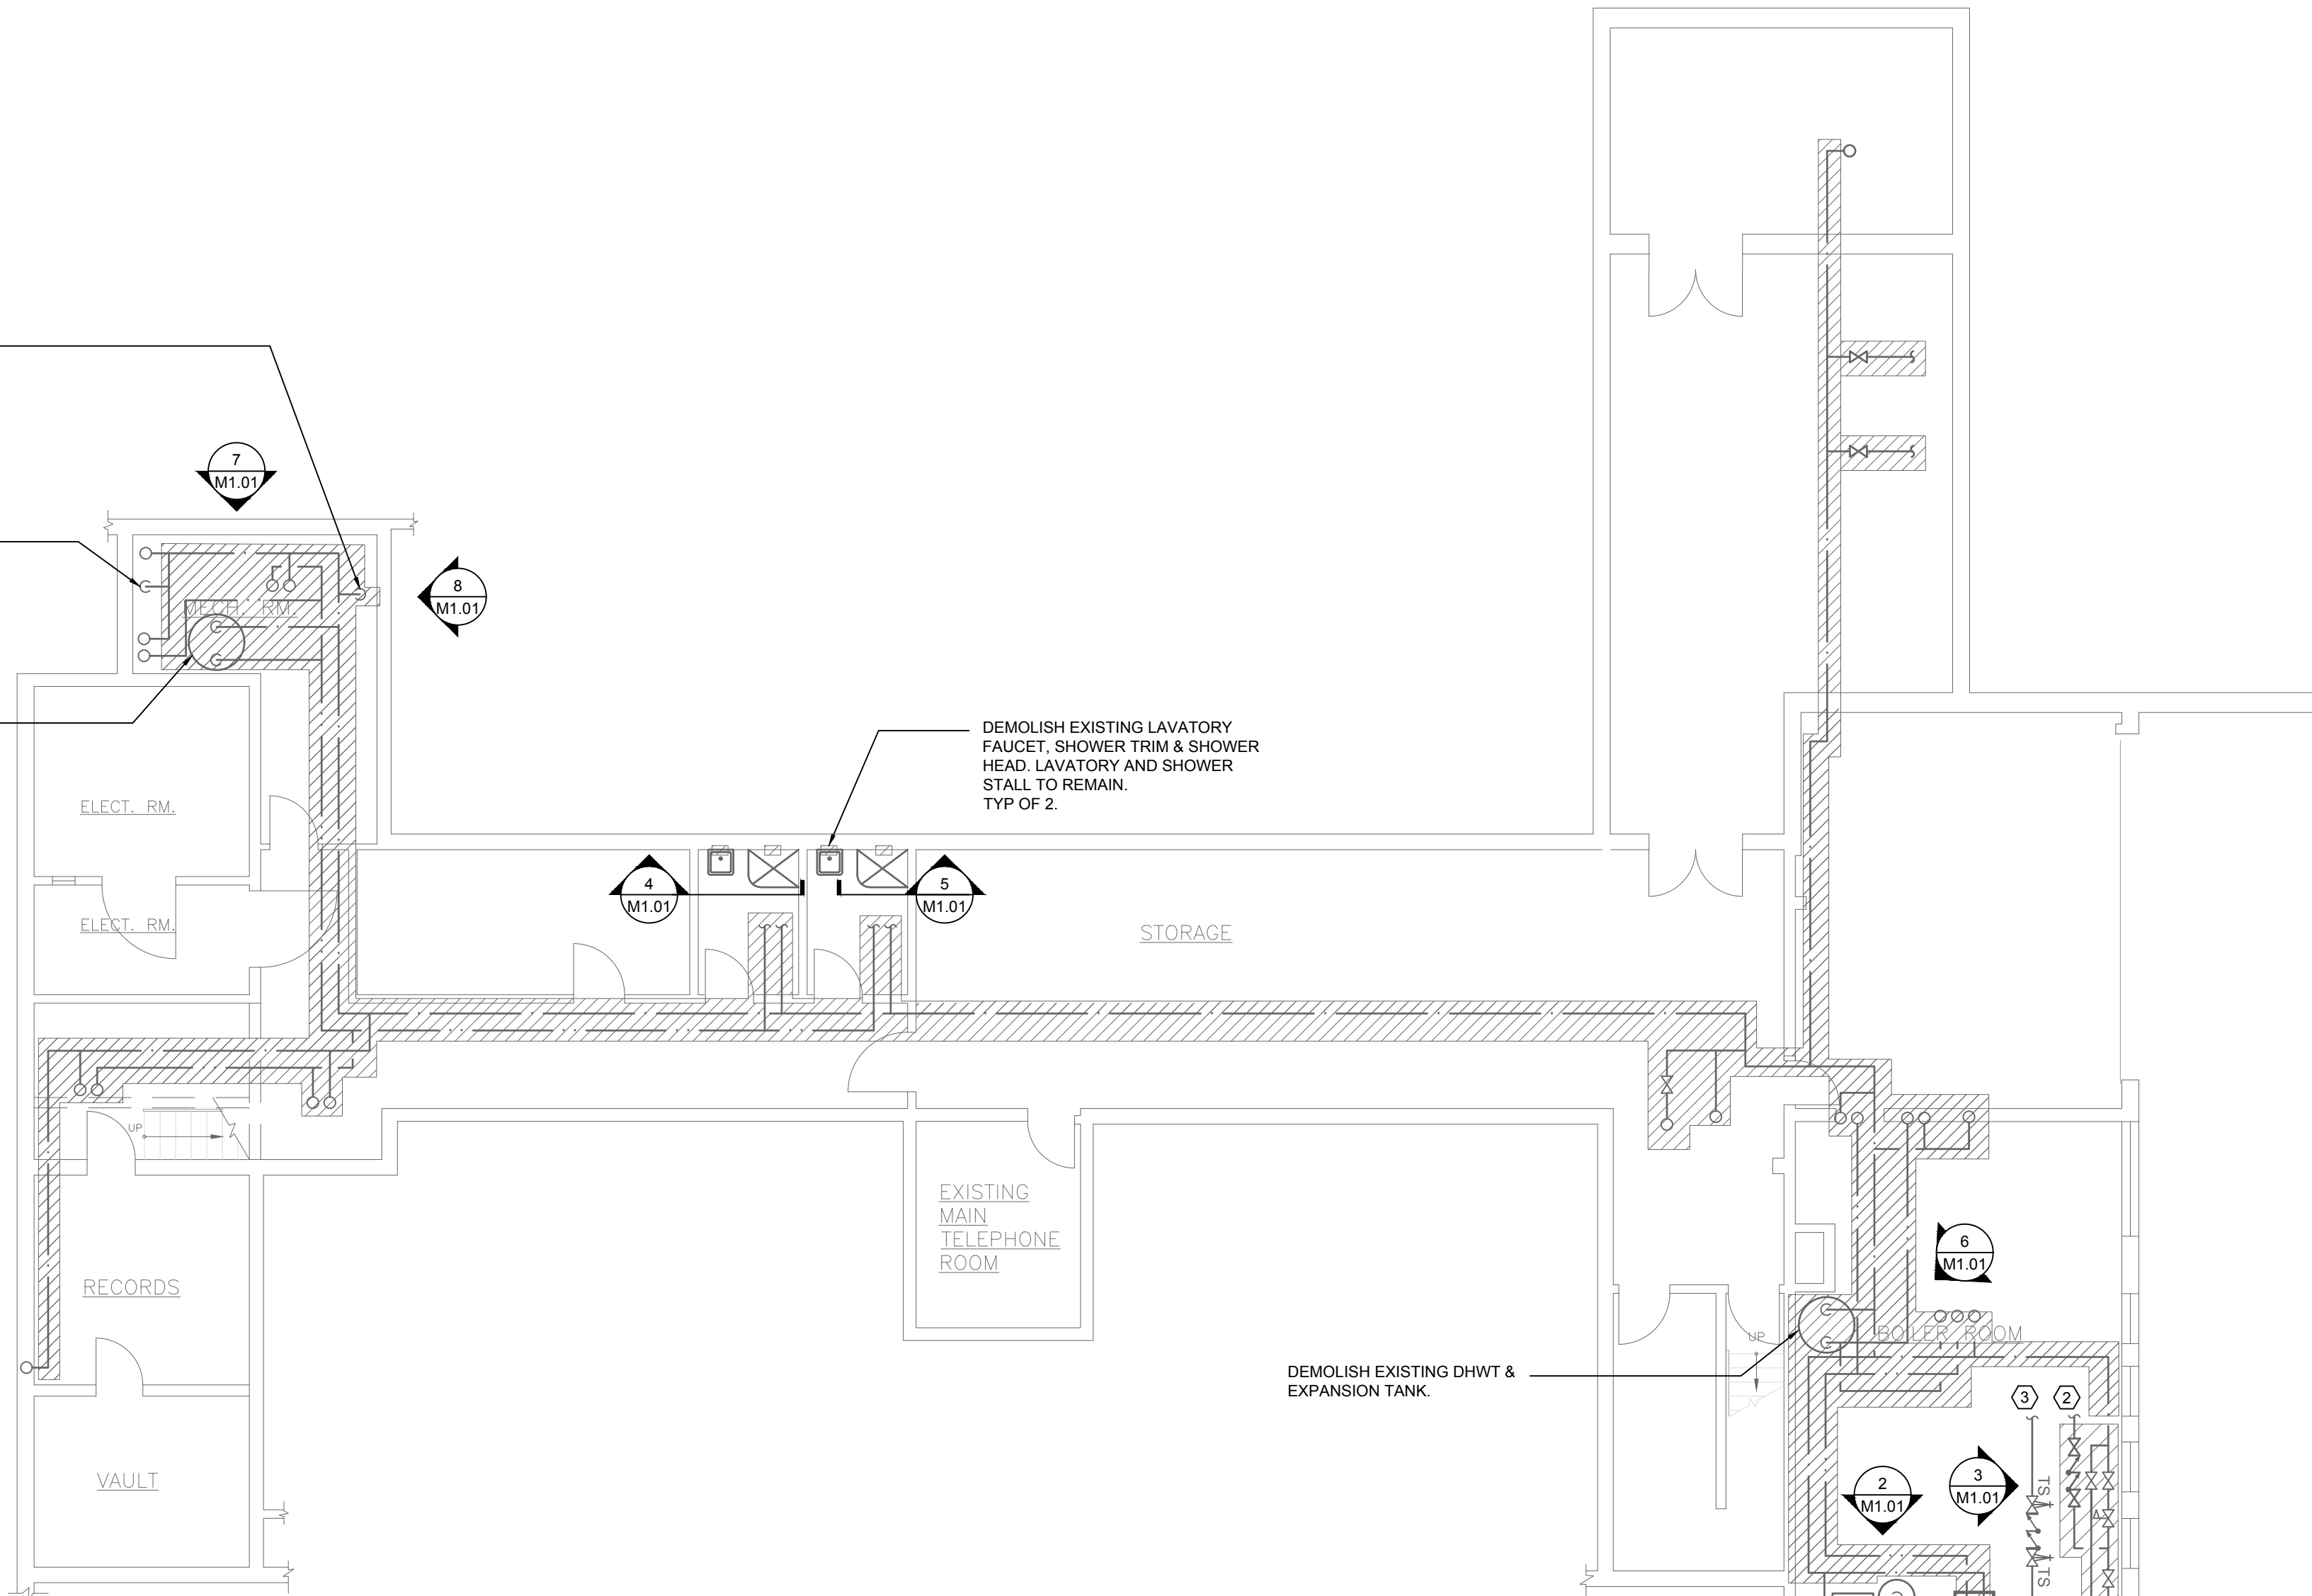 7
M1.01
8
M1.01
MECH. RM.
DEMOLISH EXISTING LAVATORY
FAUCET, SHOWER TRIM & SHOWER
HEAD. LAVATORY AND SHOWER
STALL TO REMAIN.
TYP OF 2.
ELECT. RM.
4
M1.01
5
M1.01
ELECT. RM.
STORAGE
UP
EXISTING
MAIN
TELEPHONE
ROOM
6
M1.01
RECORDS
UP
BOILER ROOM
DEMOLISH EXISTING DHWT &
EXPANSION TANK.
3
2
VAULT
2
M1.01
3
M1.01
TS
TS